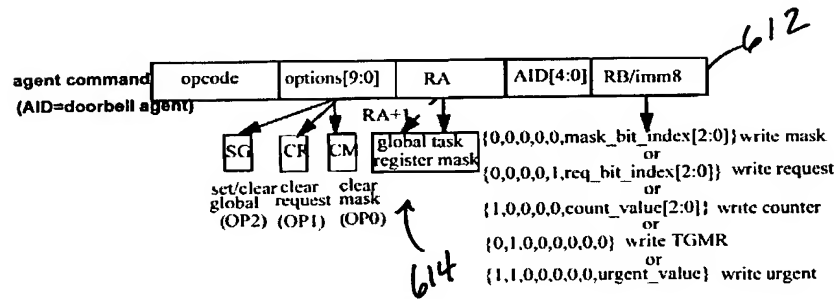 612
agent command opcode options[9:0] RA AID[4:0] RB/imm8
(AID=doorbell agent)
RA+1
SG CR CM global task register mask
set/clear global (OP2)
clear request (OP1)
clear mask (OP0)
{0,0,0,0,0,mask_bit_index[2:0]} write mask
or
{0,0,0,0,1,req_bit_index[2:0]} write request
or
{1,0,0,0,0,count_value[2:0]} write counter
or
{0,1,0,0,0,0,0,0} write TGMR
or
{1,1,0,0,0,0,0,urgent_value} write urgent
614